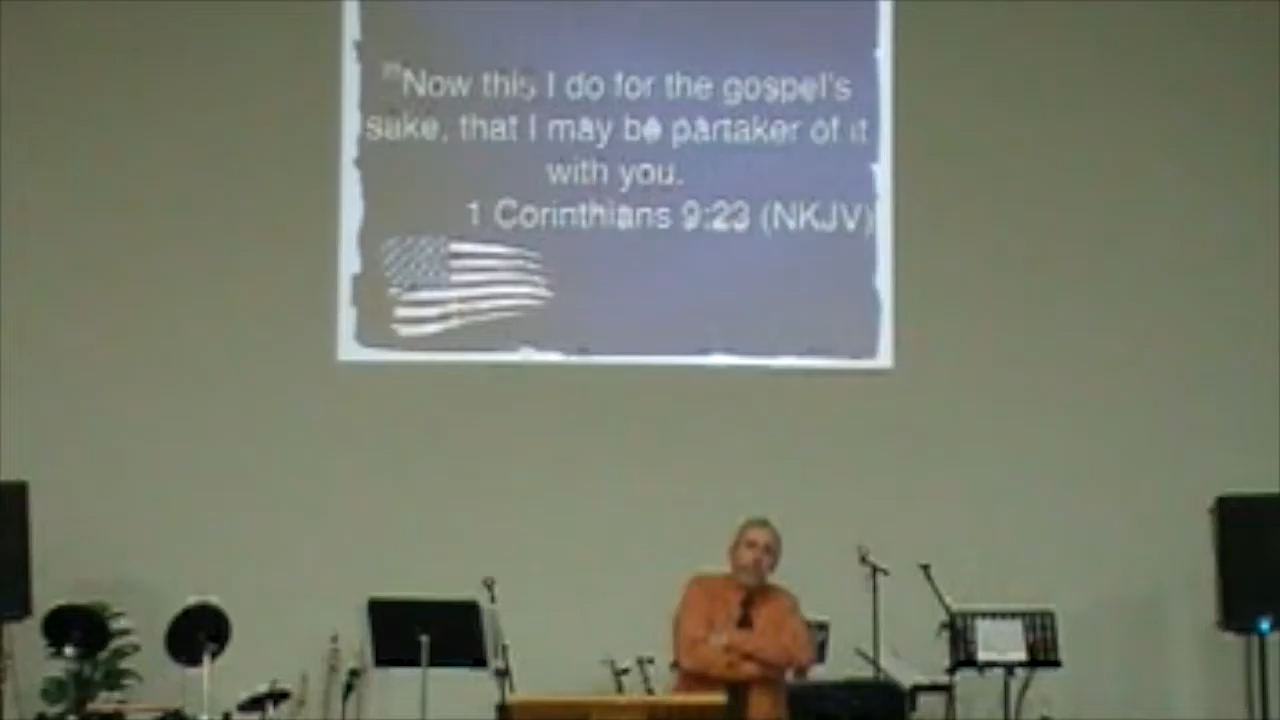 "Now this I do for the gospel's
sake, that I may be partaker of it
with you.
1 Corinthians 9:23 (NKJV)